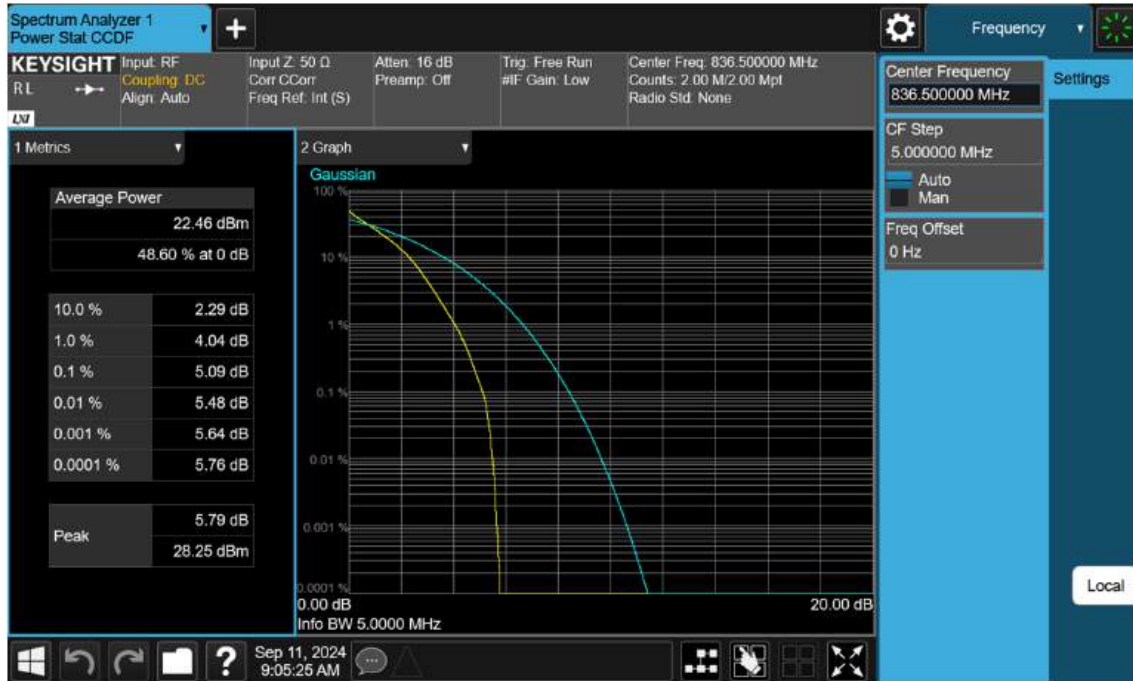 Spectrum Analyzer 1
Power Stat CCDF
+
Frequency
KEYSIGHT
RL
LXI
Input: RF
Coupling: DC
Align: Auto
Input Z: 50 Ω
Corr CCorr
Freq Ref: Int (S)
Atten: 16 dB
Preamp: Off
Trig: Free Run
#IF Gain: Low
Center Freq: 836.500000 MHz
Counts: 2.00 M/2.00 Mpt
Radio Std: None
Center Frequency
836.500000 MHz
Settings
CF Step
5.000000 MHz
Auto
Man
Freq Offset
0 Hz
Local
1 Metrics
Average Power
22.46 dBm
48.60 % at 0 dB
10.0 % 2.29 dB
1.0 % 4.04 dB
0.1 % 5.09 dB
0.01 % 5.48 dB
0.001 % 5.64 dB
0.0001 % 5.76 dB
Peak
5.79 dB
28.25 dBm
2 Graph
Gaussian
100 %
10 %
1 %
0.1 %
0.01 %
0.001 %
0.0001 %
0.00 dB 20.00 dB
Info BW 5.0000 MHz
?
Sep 11, 2024
9:05:25 AM